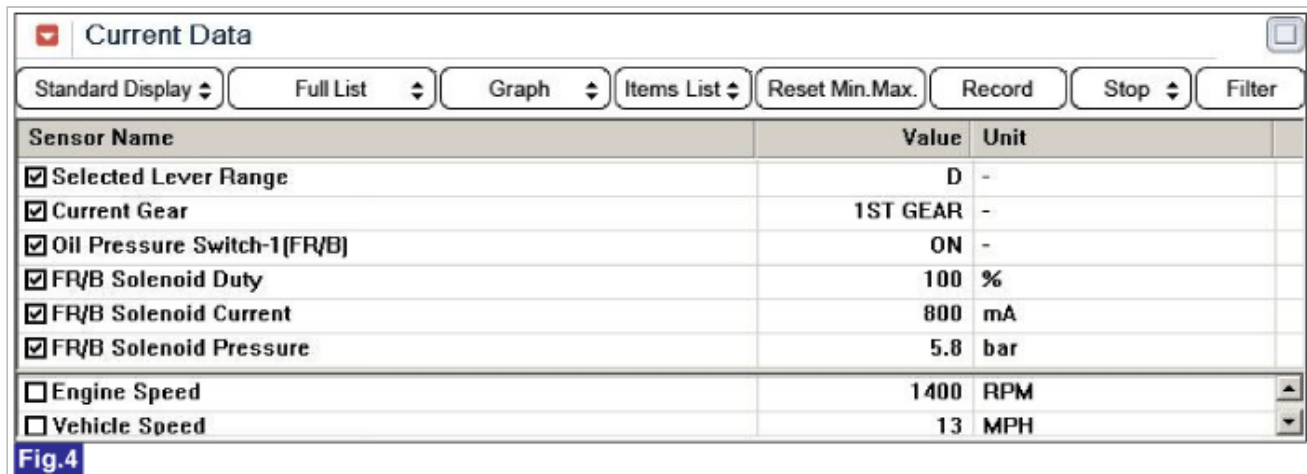 Current Data
Standard Display Full List Graph Items List Reset Min.Max. Record Stop Filter
Sensor Name Value Unit
Selected Lever Range D -
Current Gear 1ST GEAR -
Oil Pressure Switch-1(FR/B) ON -
FR/B Solenoid Duty 100 %
FR/B Solenoid Current 800 mA
FR/B Solenoid Pressure 5.8 bar
Engine Speed 1400 RPM
Vehicle Speed 13 MPH
Fig.4